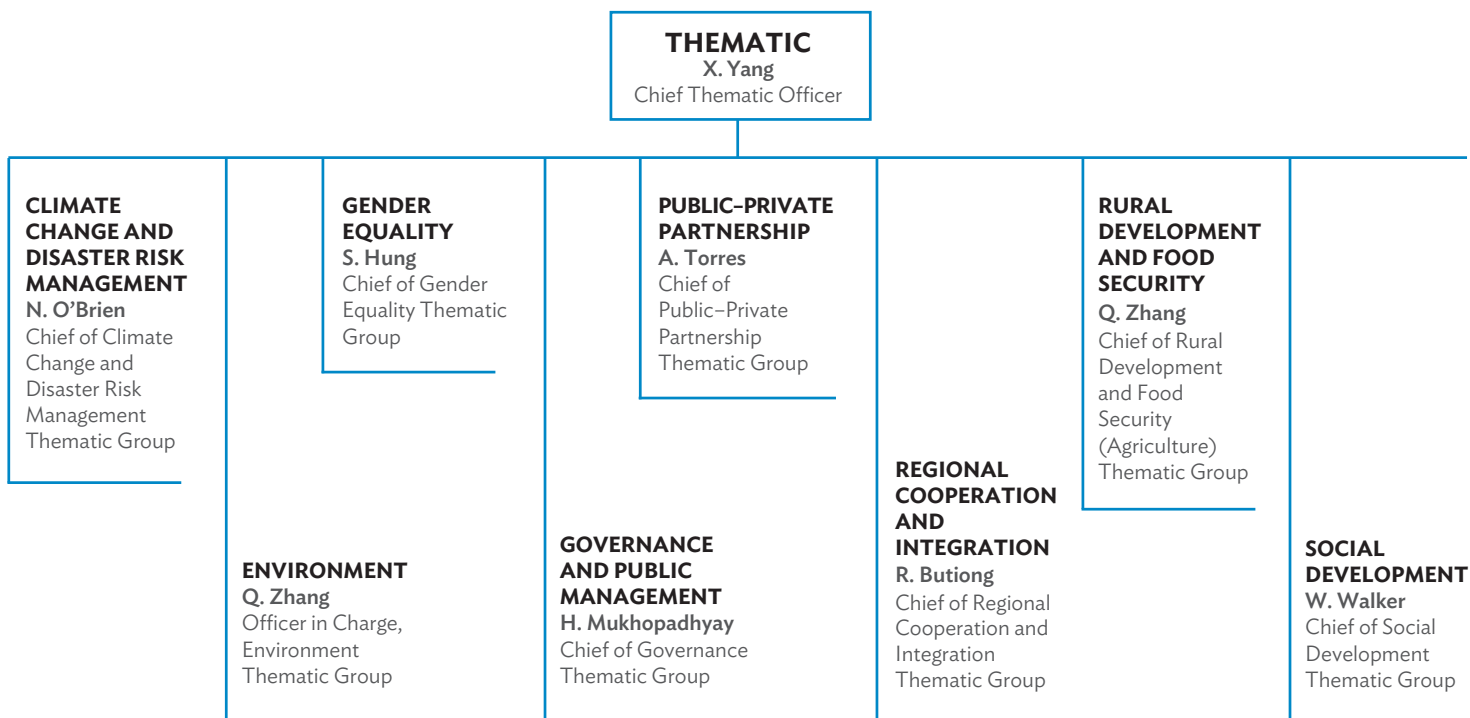 THEMATIC
X. Yang
Chief Thematic Officer
CLIMATE
CHANGE AND
DISASTER RISK
MANAGEMENT
N. O’Brien
Chief of Climate
Change and
Disaster Risk
Management
Thematic Group
ENVIRONMENT
Q. Zhang
Officer in Charge,
Environment
Thematic Group
GENDER
EQUALITY
S. Hung
Chief of Gender
Equality Thematic
Group
GOVERNANCE
AND PUBLIC
MANAGEMENT
H. Mukhopadhyay
Chief of Governance
Thematic Group
PUBLIC–PRIVATE
PARTNERSHIP
A. Torres
Chief of
Public–Private
Partnership
Thematic Group
REGIONAL
COOPERATION
AND
INTEGRATION
R. Butiong
Chief of Regional
Cooperation and
Integration
Thematic Group
RURAL
DEVELOPMENT
AND FOOD
SECURITY
Q. Zhang
Chief of Rural
Development
and Food
Security
(Agriculture)
Thematic Group
SOCIAL
DEVELOPMENT
W. Walker
Chief of Social
Development
Thematic Group